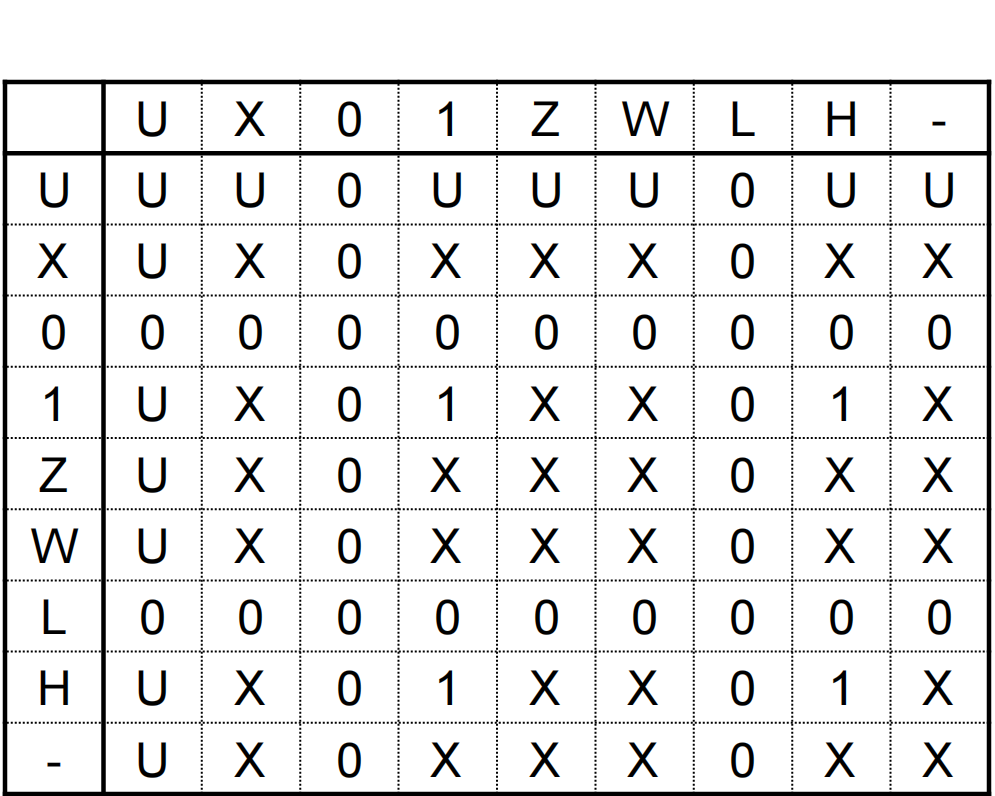 U X 0 1 Z W L H -
U U U 0 U U U 0 U U
X U X 0 X X X 0 X X
0 0 0 0 0 0 0 0 0 0
1 U X 0 1 X X 0 1 X
Z U X 0 X X X 0 X X
W U X 0 X X X 0 X X
L 0 0 0 0 0 0 0 0 0
H U X 0 1 X X 0 1 X
- U X 0 X X X 0 X X